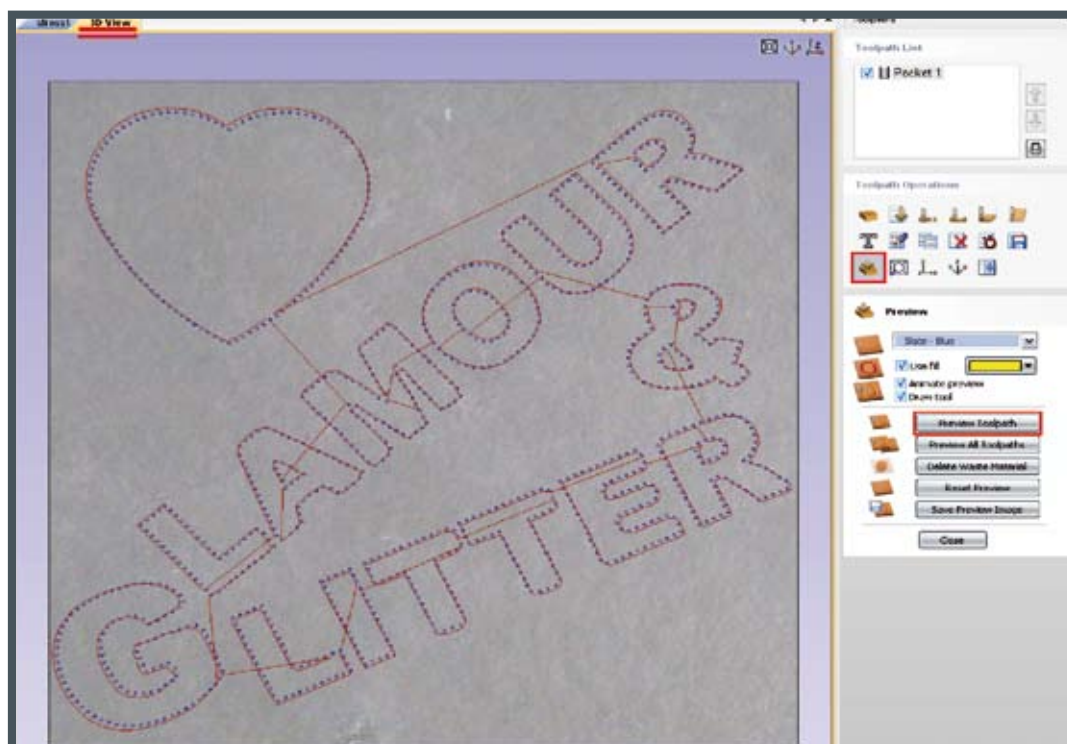 3D View
Toolpath List
Pocket 1
Toolpath Operations
Preview
Slate - Blue
Use fill
Animate preview
Draw tool
Preview Toolpath
Preview All Toolpaths
Delete Waste Material
Reset Preview
Save Preview Image
Close
GLAMOUR
&
GLITTER